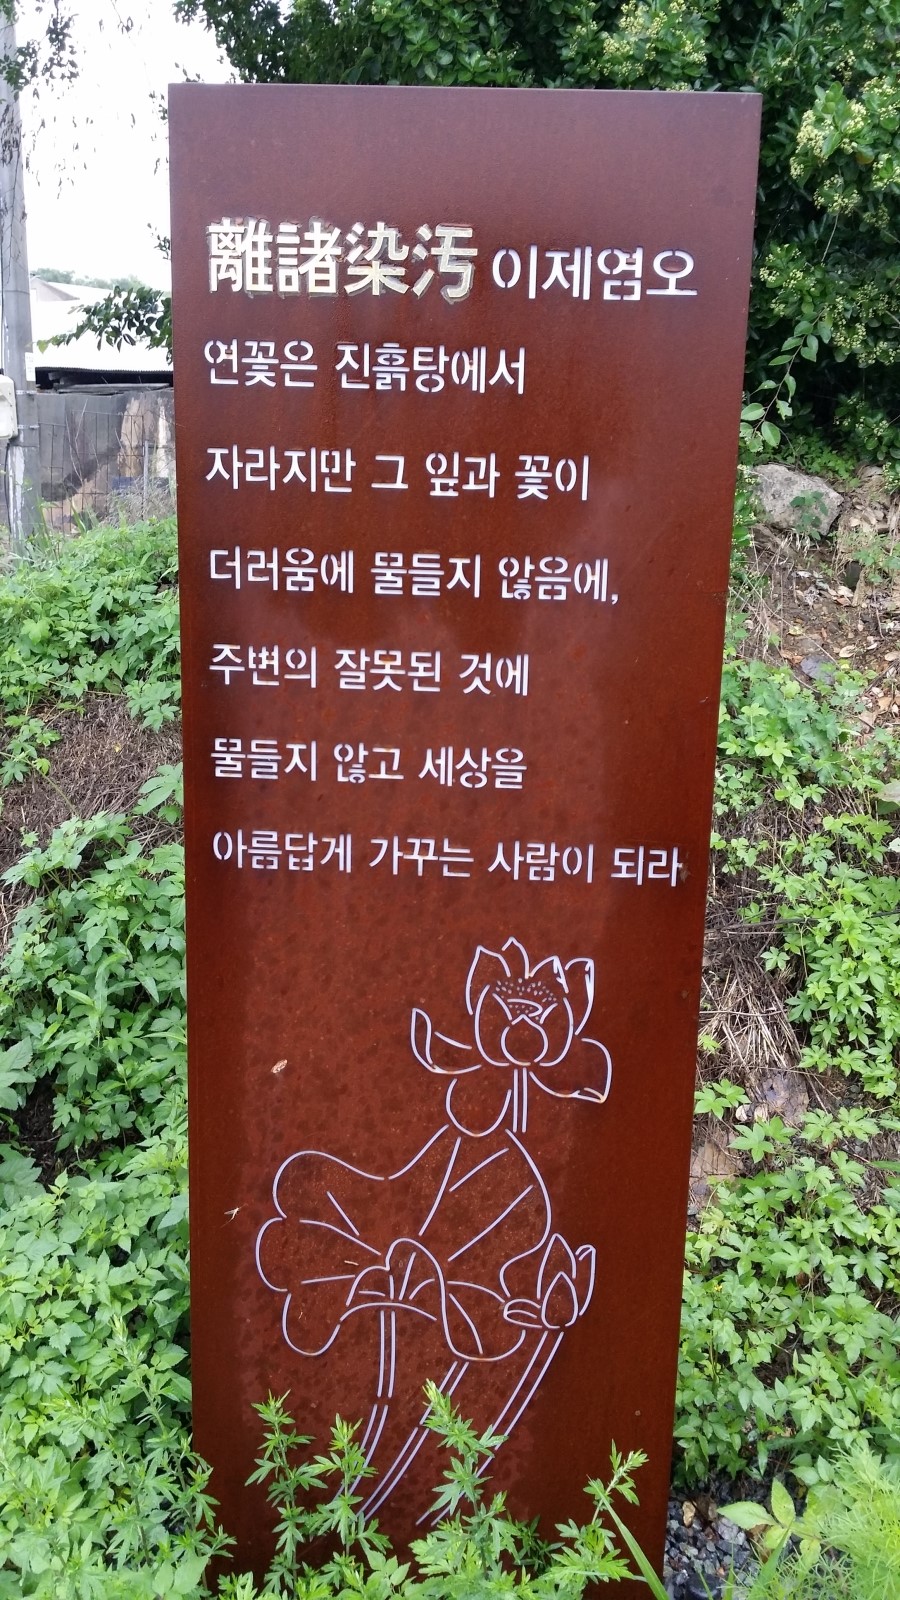 離諸染汚 이제염오
연꽃은 진흙탕에서
자라지만 그 잎과 꽃이
더러움에 물들지 않음에,
주변의 잘못된 것에
물들지 않고 세상을
아름답게 가꾸는 사람이 되라